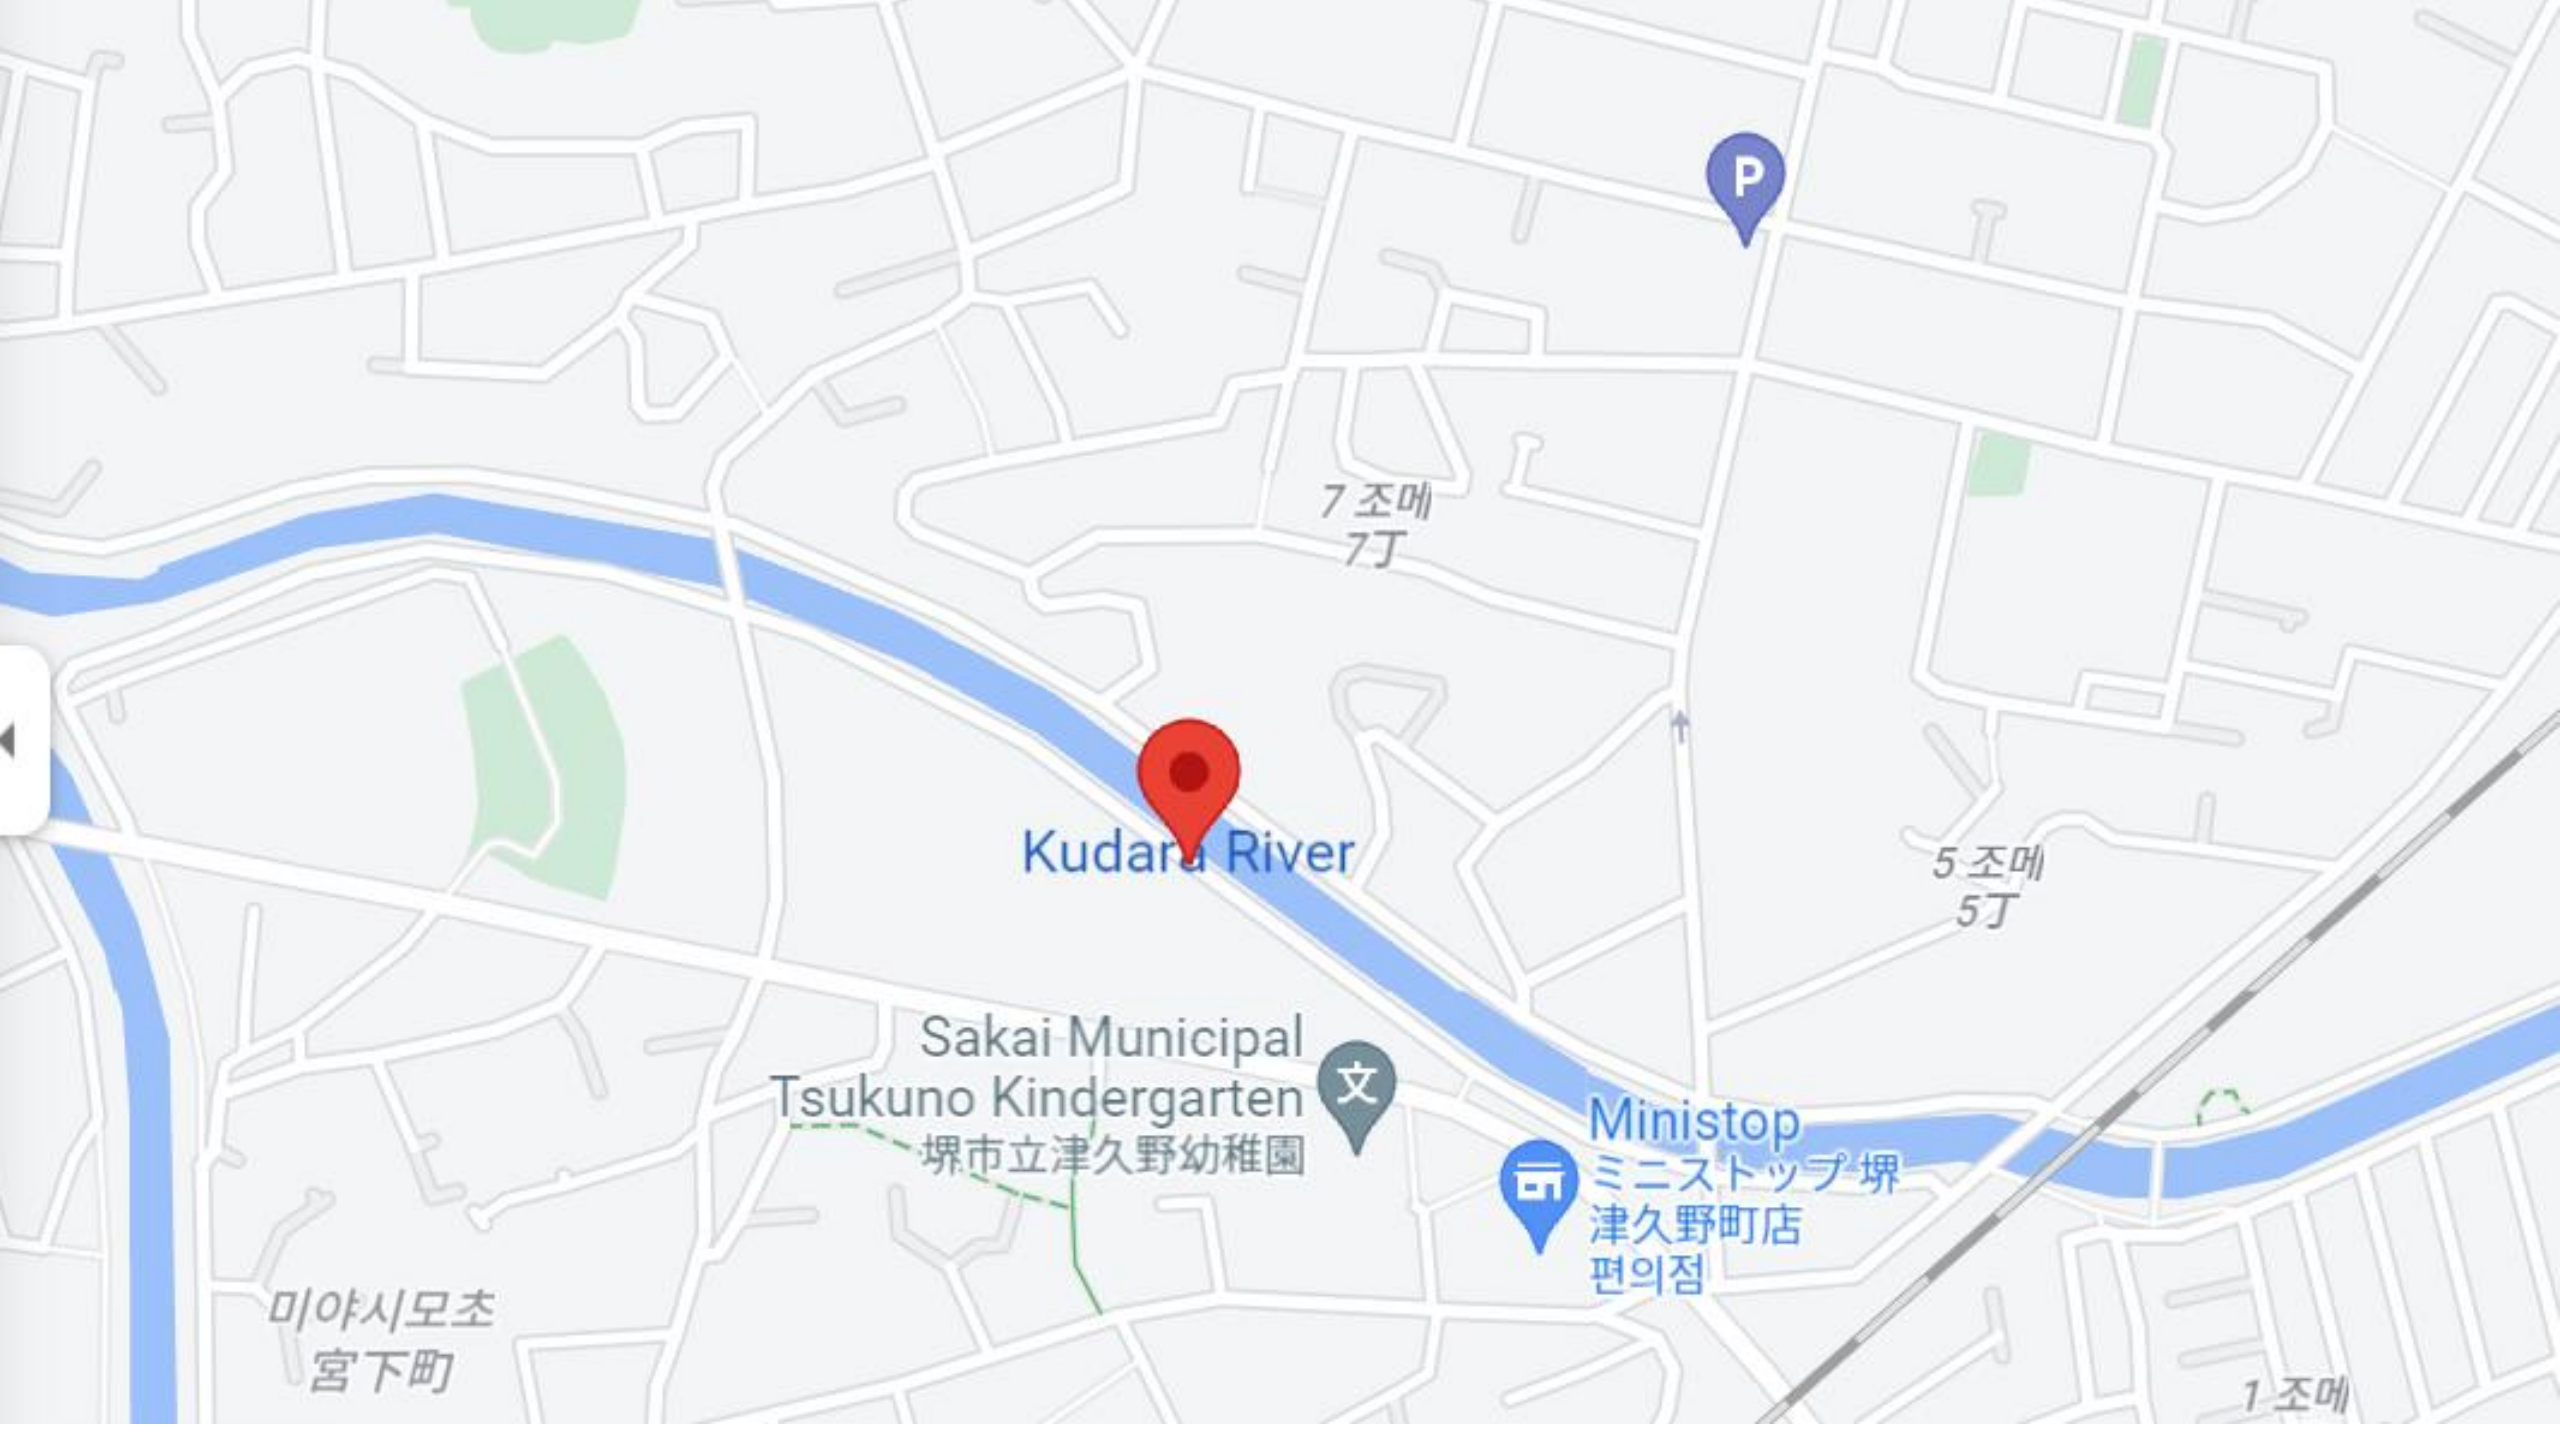 P
7 조메
7丁
Kudara River
5 조메
5丁
Sakai Municipal
Tsukuno Kindergarten
堺市立津久野幼稚園
文
Ministop
ミニストップ 堺
津久野町店
편의점
미야시모초
宮下町
1 조메